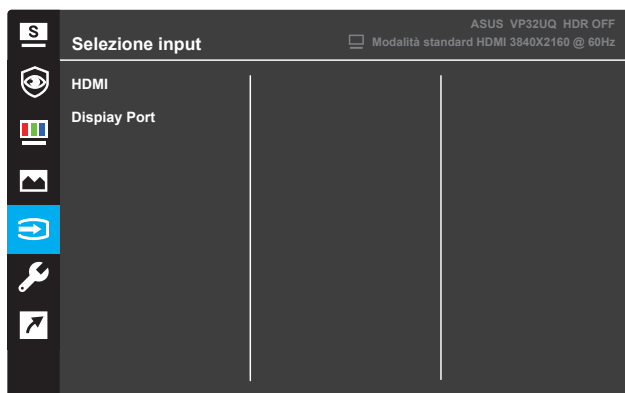 S
ASUS VP32UQ HDR OFF
Selezione input
Modalità standard HDMI 3840X2160 @ 60Hz
HDMI
Dispiay Port